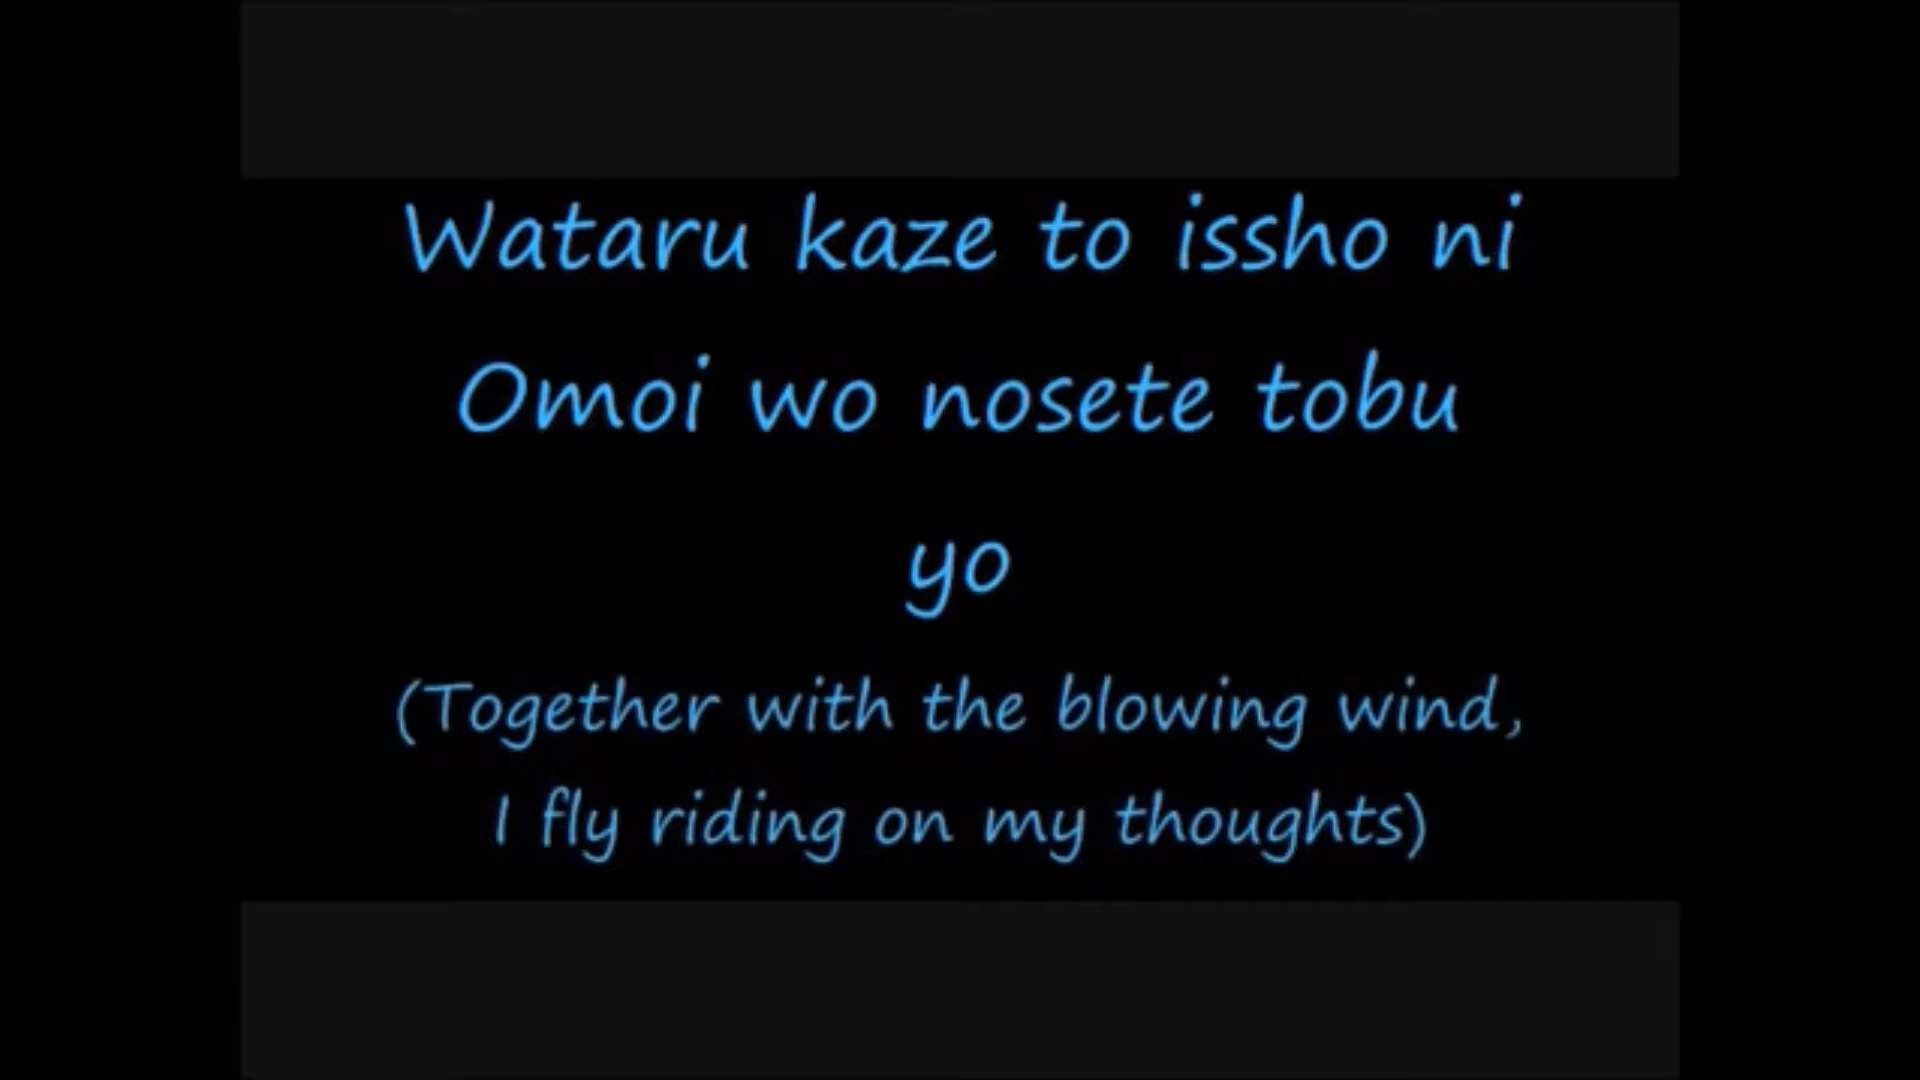 Wataru kaze to issho ni
Omoi wo nosete tobu
yo
(Together with the blowing wind,
I fly riding on my thoughts)